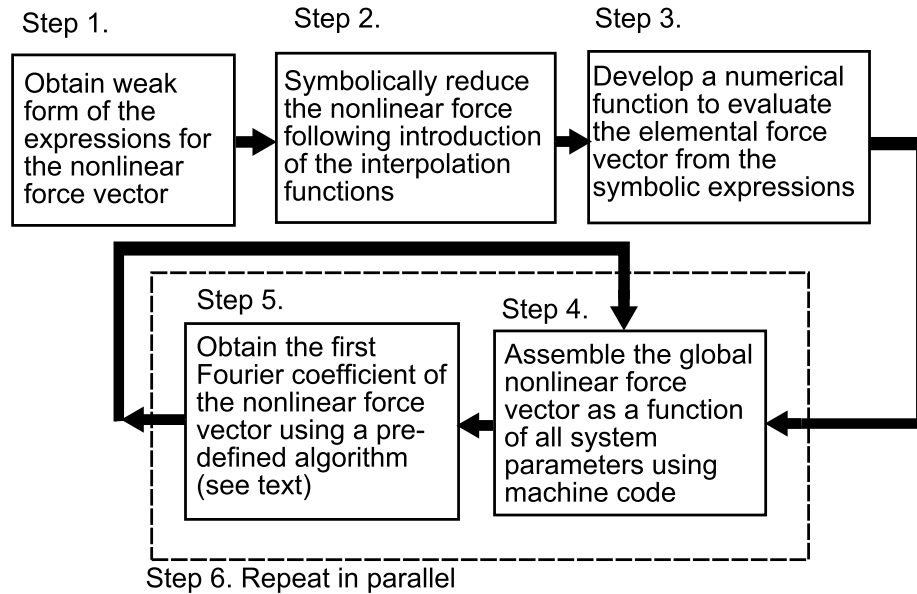 Step 1.
Obtain weak
form of the
expressions for
the nonlinear
force vector
Step 2.
Symbolically reduce
the nonlinear force
following introduction
of the interpolation
functions
Step 3.
Develop a numerical
function to evaluate
the elemental force
vector from the
symbolic expressions
Step 4.
Assemble the global
nonlinear force
vector as a function
of all system
parameters using
machine code
Step 5.
Obtain the first
Fourier coefficient of
the nonlinear force
vector using a pre-
defined algorithm
(see text)
Step 6. Repeat in parallel